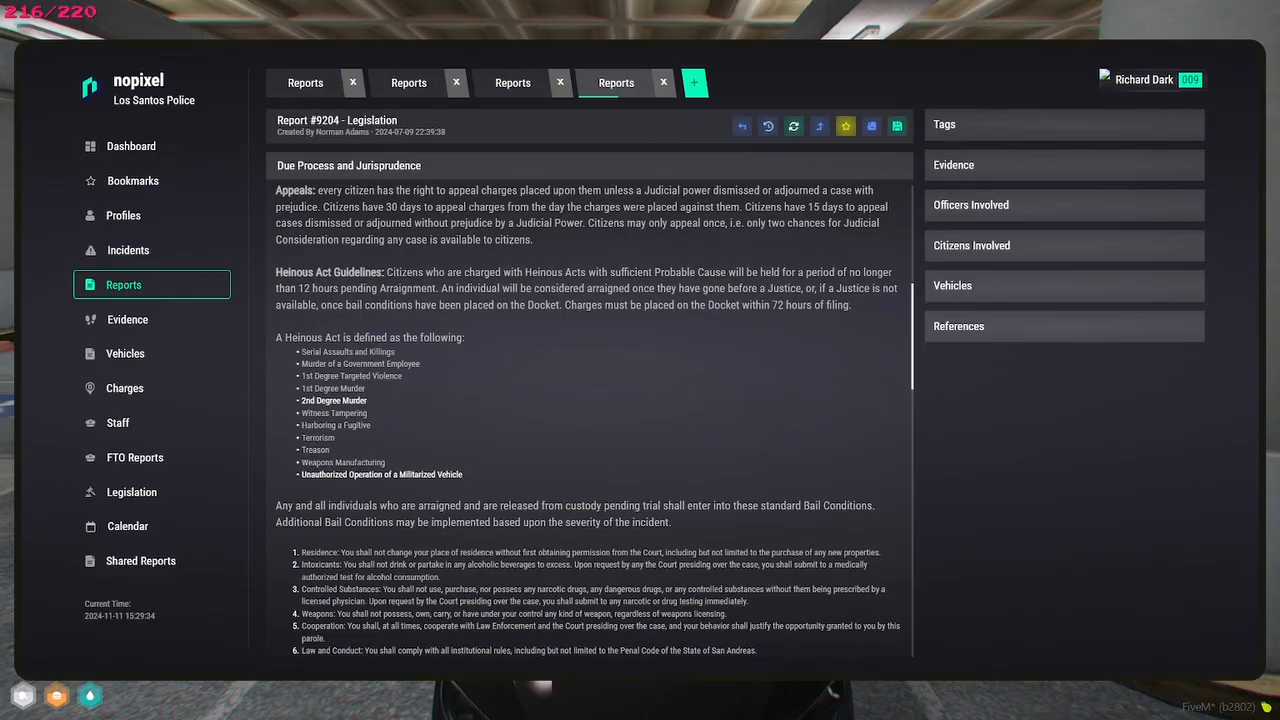 216/220
nopixel
Los Santos Police
Dashboard
Bookmarks
Profiles
Incidents
Reports
Evidence
Vehicles
Charges
Staff
FTO Reports
Legislation
Calendar
Shared Reports
Current Time:
2024-11-11 15:29:34
Reports x Reports x Reports x Reports x +
Richard Dark 009
Report #9204 - Legislation
Created By Norman Adams · 2024-07-09 22:39:38
Due Process and Jurisprudence
Appeals: every citizen has the right to appeal charges placed upon them unless a Judicial power dismissed or adjourned a case with
prejudice. Citizens have 30 days to appeal charges from the day the charges were placed against them. Citizens have 15 days to appeal
cases dismissed or adjourned without prejudice by a Judicial Power. Citizens may only appeal once, i.e. only two chances for Judicial
Consideration regarding any case is available to citizens.
Heinous Act Guidelines: Citizens who are charged with Heinous Acts with sufficient Probable Cause will be held for a period of no longer
than 12 hours pending Arraignment. An individual will be considered arraigned once they have gone before a Justice, or, if a Justice is not
available, once bail conditions have been placed on the Docket. Charges must be placed on the Docket within 72 hours of filing.
A Heinous Act is defined as the following:
• Serial Assaults and Killings
• Murder of a Government Employee
• 1st Degree Targeted Violence
• 1st Degree Murder
• 2nd Degree Murder
• Witness Tampering
• Harboring a Fugitive
• Terrorism
• Treason
• Weapons Manufacturing
• Unauthorized Operation of a Militarized Vehicle
Any and all individuals who are arraigned and are released from custody pending trial shall enter into these standard Bail Conditions.
Additional Bail Conditions may be implemented based upon the severity of the incident.
1. Residence: You shall not change your place of residence without first obtaining permission from the Court, including but not limited to the purchase of any new properties.
2. Intoxicants: You shall not drink or partake in any alcoholic beverages to excess. Upon request by any the Court presiding over the case, you shall submit to a medically
authorized test for alcohol consumption.
3. Controlled Substances: You shall not use, purchase, nor possess any narcotic drugs, any dangerous drugs, or any controlled substances without them being prescribed by a
licensed physician. Upon request by the Court presiding over the case, you shall submit to any narcotic or drug testing immediately.
4. Weapons: You shall not possess, own, carry, or have under your control any kind of weapon, regardless of weapons licensing.
5. Cooperation: You shall, at all times, cooperate with Law Enforcement and the Court presiding over the case, and your behavior shall justify the opportunity granted to you by this
parole.
6. Law and Conduct: You shall comply with all institutional rules, including but not limited to the Penal Code of the State of San Andreas.
Tags
Evidence
Officers Involved
Citizens Involved
Vehicles
References
FiveM* (b2802)